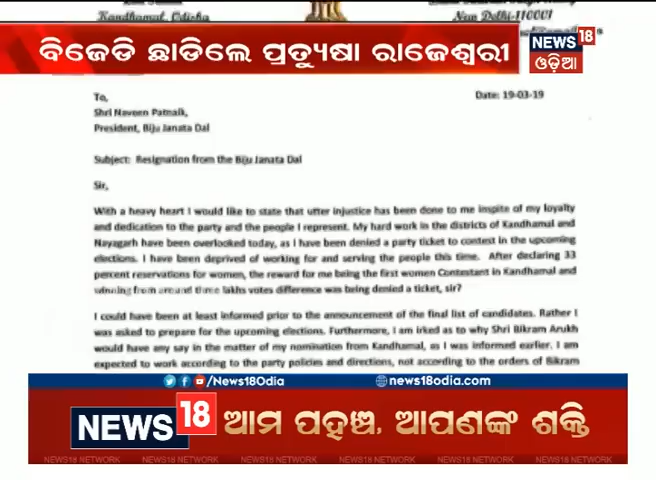 Kandhamal, Odisha
New Delhi-110001
ବିଜେଡି ଛାଡିଲେ ପ୍ରତ୍ୟୁଷା ରାଜେଶ୍ୱରୀ
NEWS 18
ଓଡ଼ିଆ
To,
Date: 19-03-19
Shri Naveen Patnaik,
President, Biju Janata Dal
Subject: Resignation from the Biju Janata Dal
Sir,
With a heavy heart I would like to state that utter injustice has been done to me inspite of my loyalty
and dedication to the party and the people I represent. My hard work in the districts of Kandhamal and
Nayagarh have been overlooked today, as I have been denied a party ticket to contest in the upcoming
elections. I have been deprived of working for and serving the people this time. After declaring 33
percent reservations for women, the reward for me being the first women Contestant in Kandhamal and
winning from around three lakhs votes difference was being denied a ticket, sir?
I could have been at least informed prior to the announcement of the final list of candidates. Rather I
was asked to prepare for the upcoming elections. Furthermore, I am irked as to why Shri Bikram Arukh
would have any say in the matter of my nomination from Kandhamal, as I was informed earlier. I am
expected to work according to the party policies and directions, not according to the orders of Bikram
/News18Odia
news18odia.com
NEWS 18
ଆମ ପହଞ୍ଚ, ଆପଣଙ୍କ ଶକ୍ତି
NEWS18 NETWORK NEWS18 NETWORK NEWS18 NETWORK NEWS18 NETWORK NEWS18 NETWORK NEWS18 NETWORK